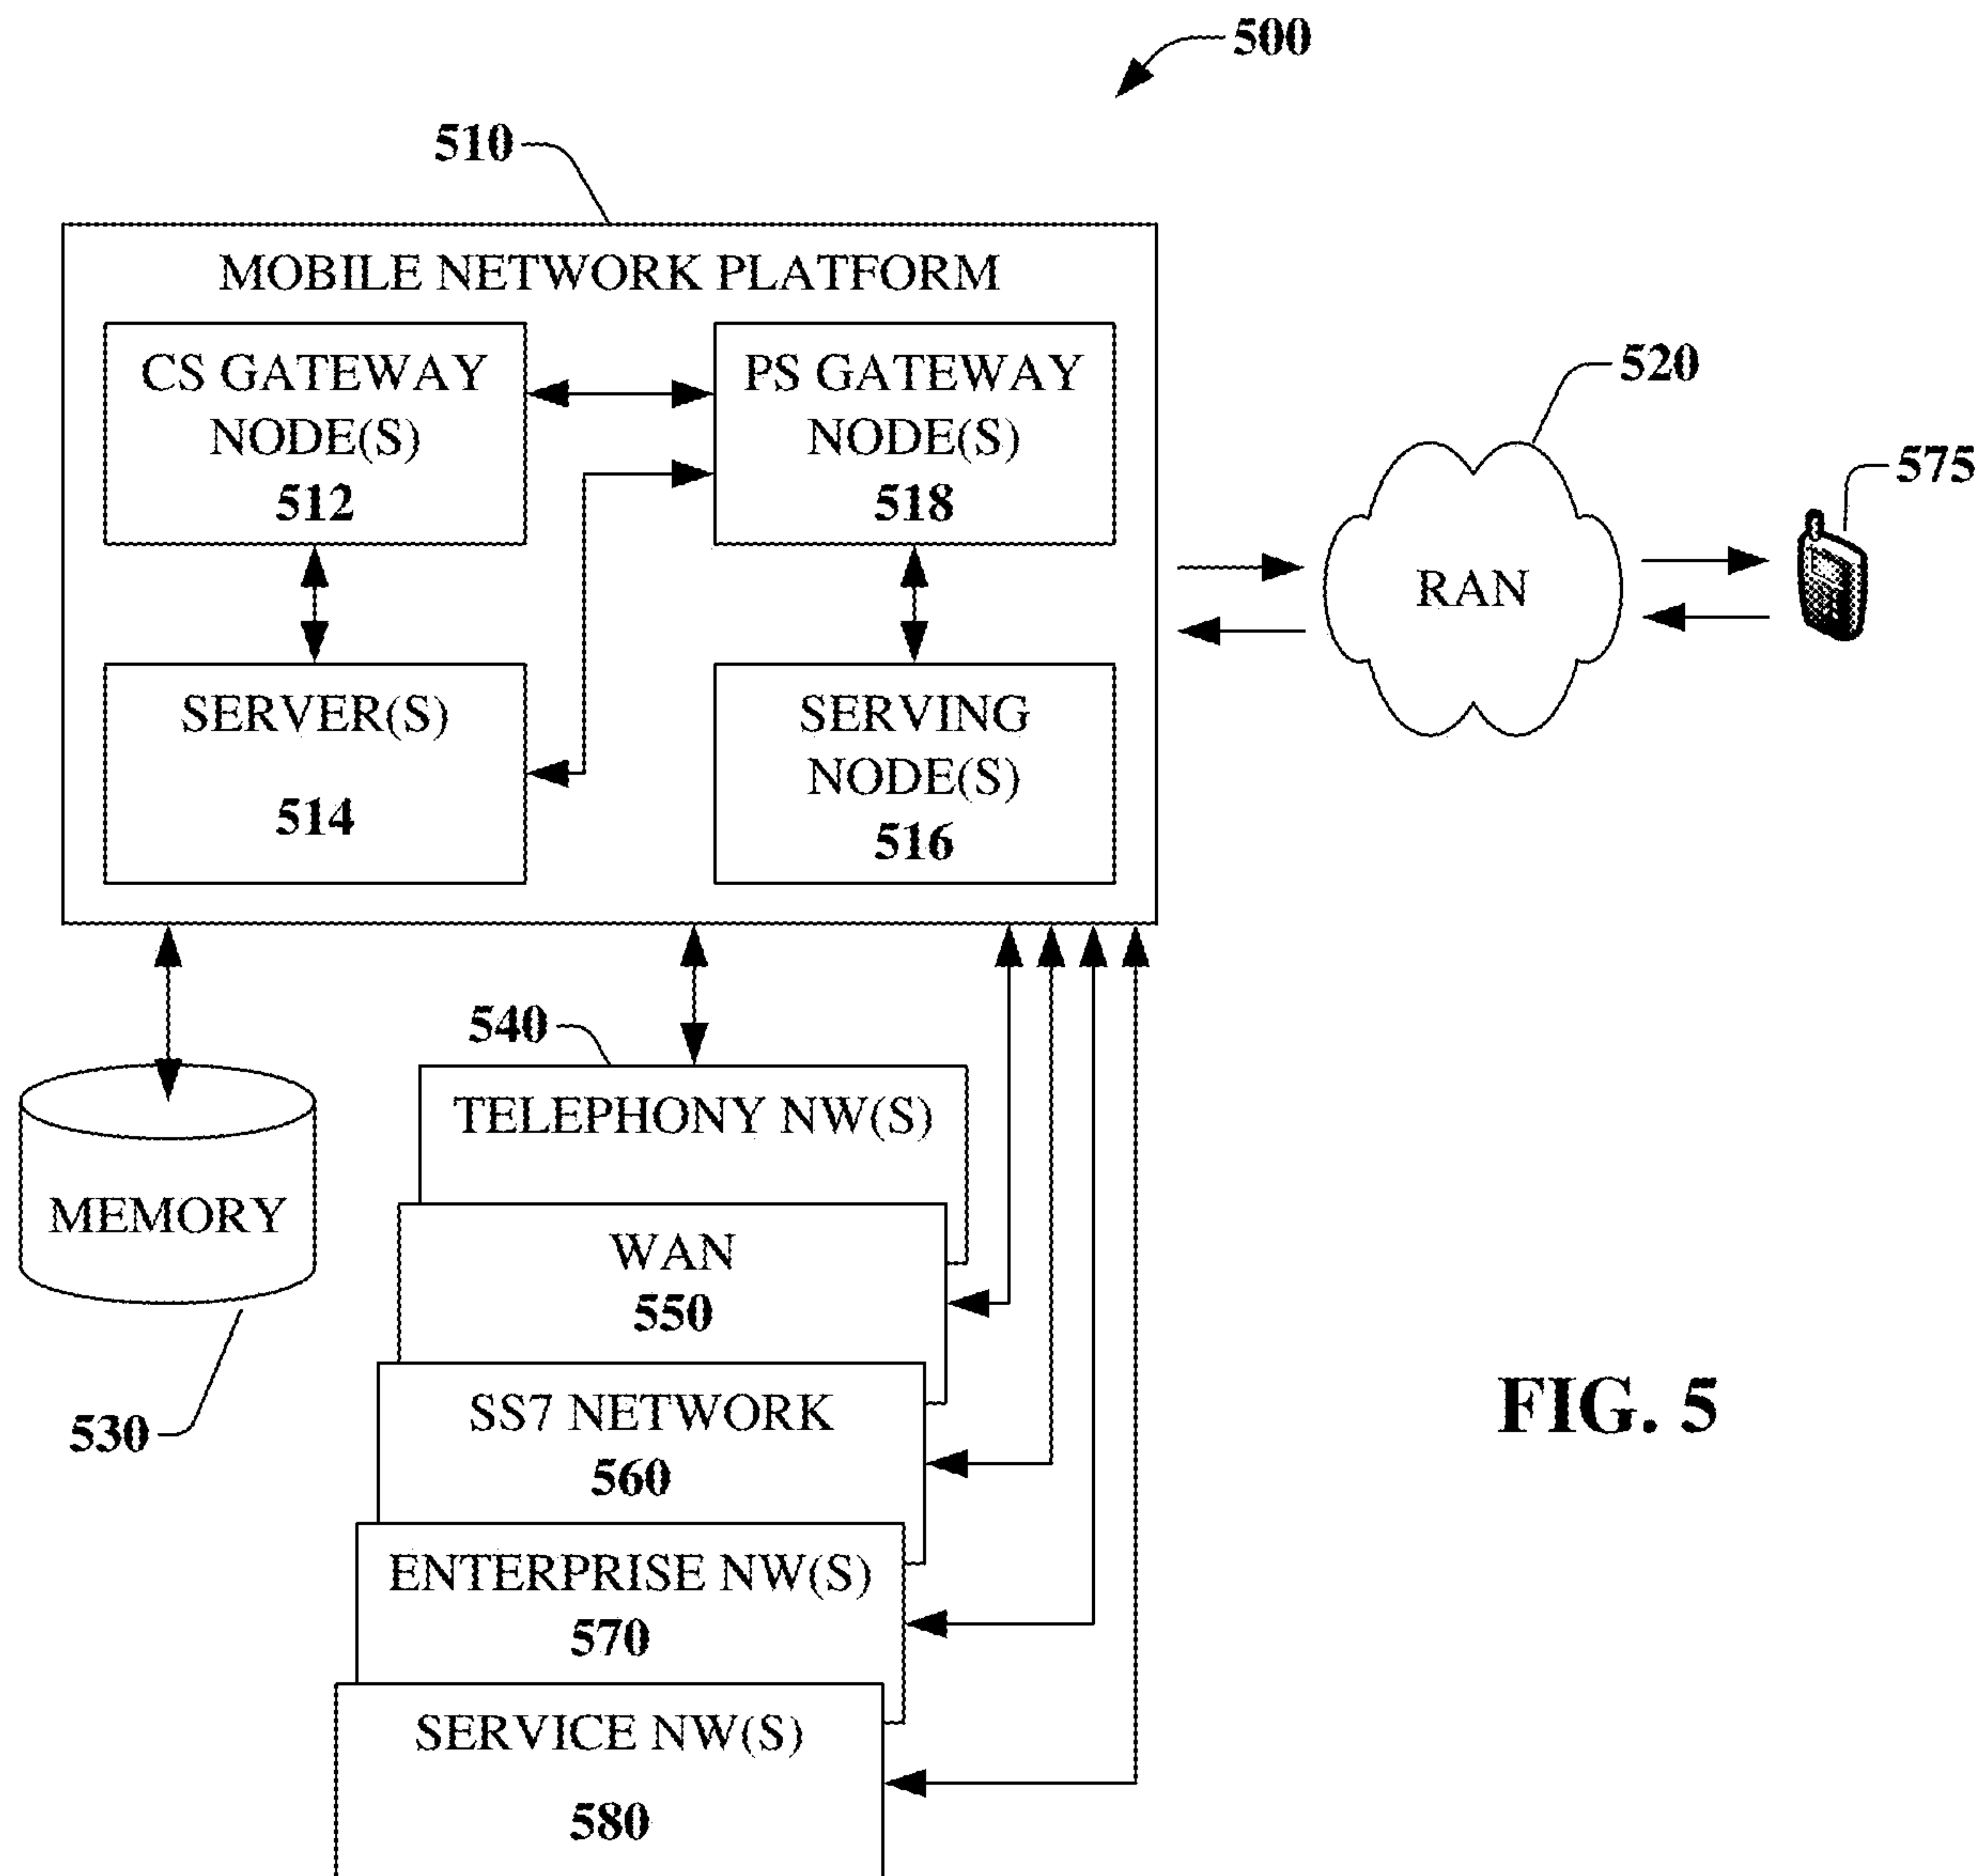 500
510
MOBILE NETWORK PLATFORM
CS GATEWAY
NODE(S)
512
PS GATEWAY
NODE(S)
518
SERVER(S)
514
SERVING
NODE(S)
516
520
RAN
575
540
TELEPHONY NW(S)
MEMORY
530
WAN
550
SS7 NETWORK
560
ENTERPRISE NW(S)
570
SERVICE NW(S)
580
FIG. 5